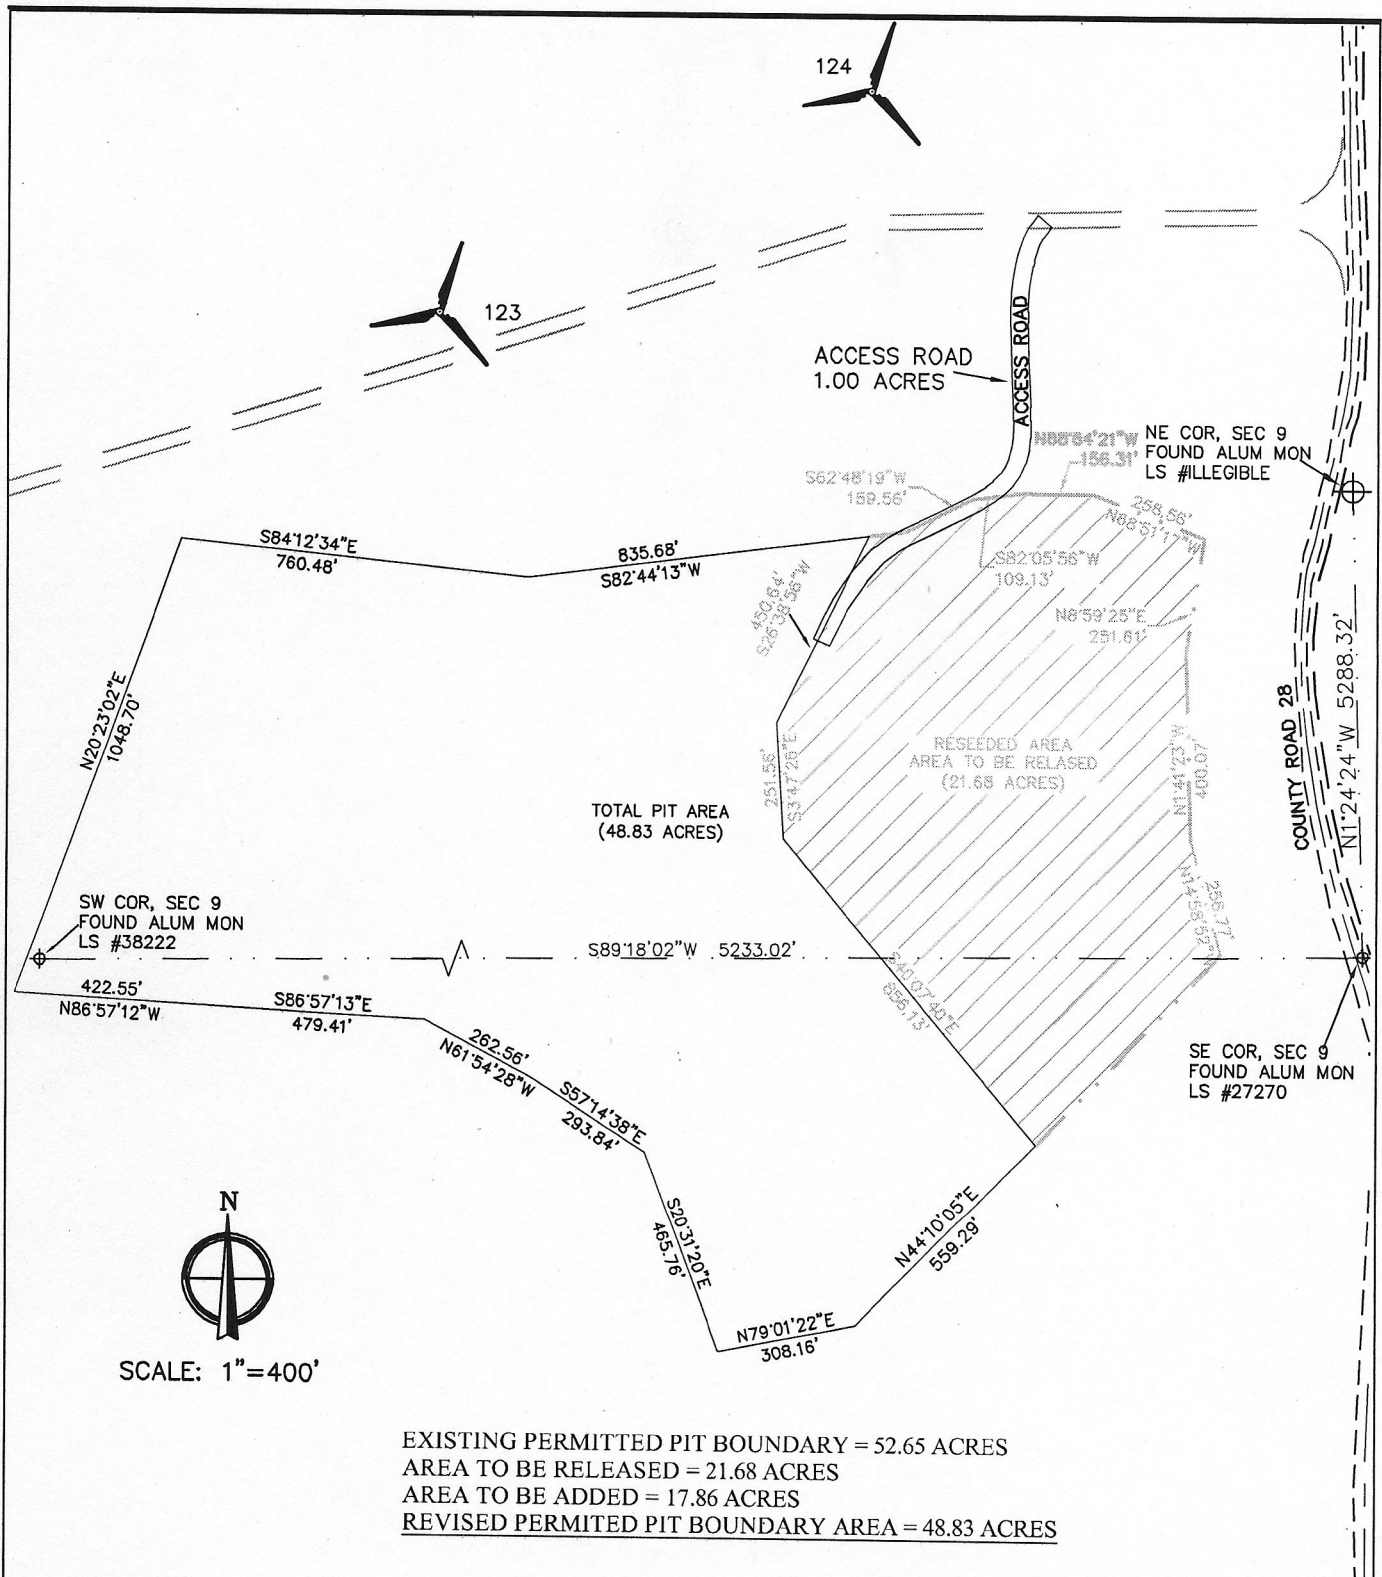 124
123
ACCESS ROAD
1.00 ACRES
ACCESS ROAD
156.31'
NE COR, SEC 9
FOUND ALUM MON
LS #ILLEGIBLE
S62°48'19"W
159.56'
258.56'
N68°51'17"W
S84°12'34"E
760.48'
835.68'
S82°44'13"W
S82°05'56"W
109.13'
450.64'
S26°38'56"W
N8°59'25"E
251.61'
N20°23'02"E
1048.70'
RESEEDED AREA
AREA TO BE RELASED
(21.68 ACRES)
251.56'
S3°47'26"E
N1°41'23"W
400.07'
COUNTY ROAD 28
N1°24'24"W 5288.32'
TOTAL PIT AREA
(48.83 ACRES)
SW COR, SEC 9
FOUND ALUM MON
LS #38222
S89°18'02"W 5233.02'
258.77'
S40°07'40"E
856.13'
422.55'
N86°57'12"W
S86°57'13"E
479.41'
262.56'
N61°54'28"W
S57°14'38"E
293.84'
SE COR, SEC 9
FOUND ALUM MON
LS #27270
N
S20°31'20"E
465.76'
N44°10'05"E
559.29'
N79°01'22"E
308.16'
SCALE: 1"=400'
EXISTING PERMITTED PIT BOUNDARY = 52.65 ACRES
AREA TO BE RELEASED = 21.68 ACRES
AREA TO BE ADDED = 17.86 ACRES
REVISED PERMITED PIT BOUNDARY AREA = 48.83 ACRES